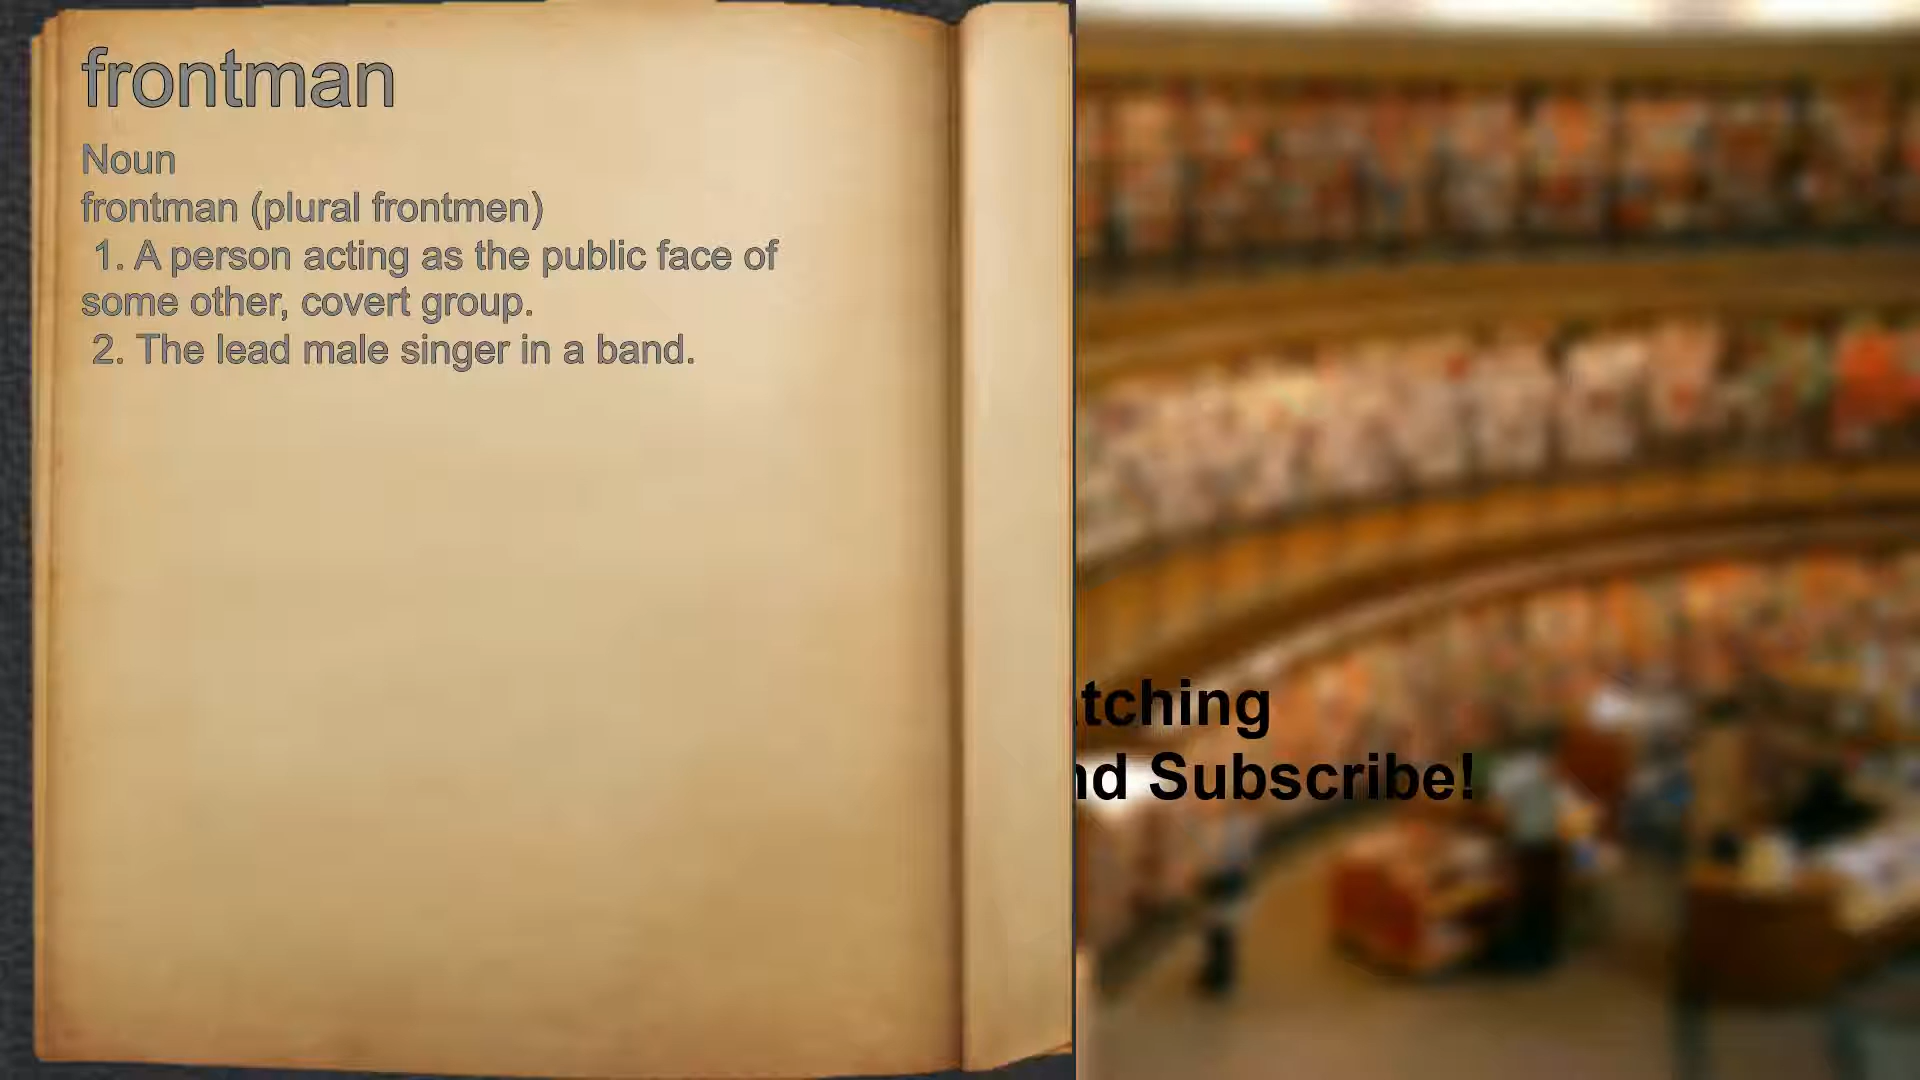 frontman
Noun
frontman (plural frontmen)
1. A person acting as the public face of
some other, covert group.
2. The lead male singer in a band.
tching
nd Subscribe!